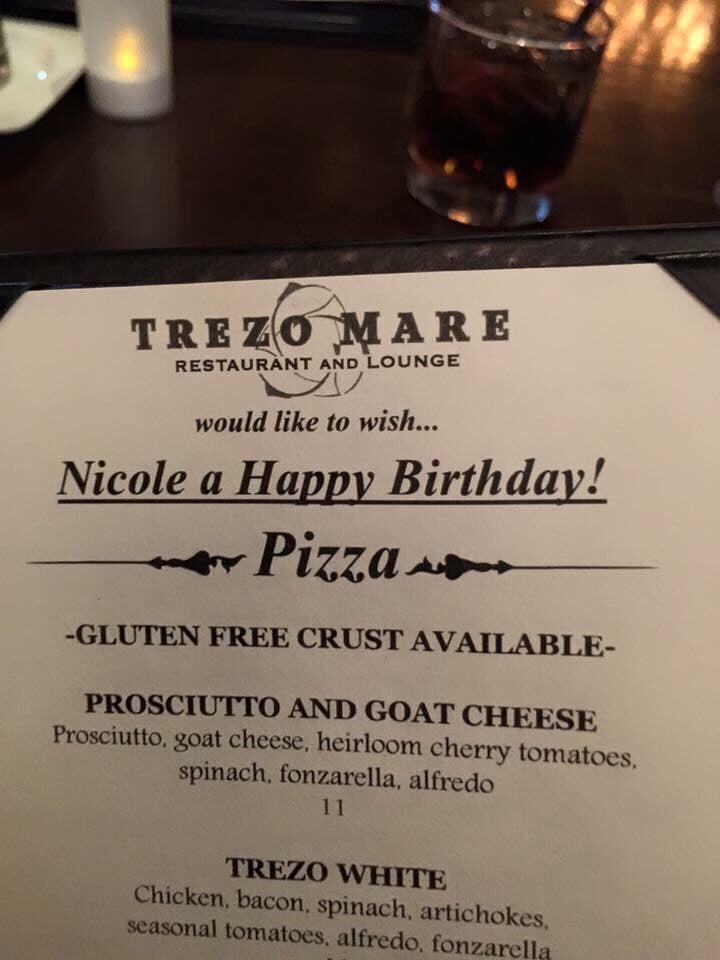 TREZO MARE
RESTAURANT AND LOUNGE
would like to wish...
Nicole a Happy Birthday!
Pizza
-GLUTEN FREE CRUST AVAILABLE-
PROSCIUTTO AND GOAT CHEESE
Prosciutto, goat cheese, heirloom cherry tomatoes,
spinach, fonzarella, alfredo
11
TREZO WHITE
Chicken, bacon, spinach, artichokes,
seasonal tomatoes, alfredo, fonzarella